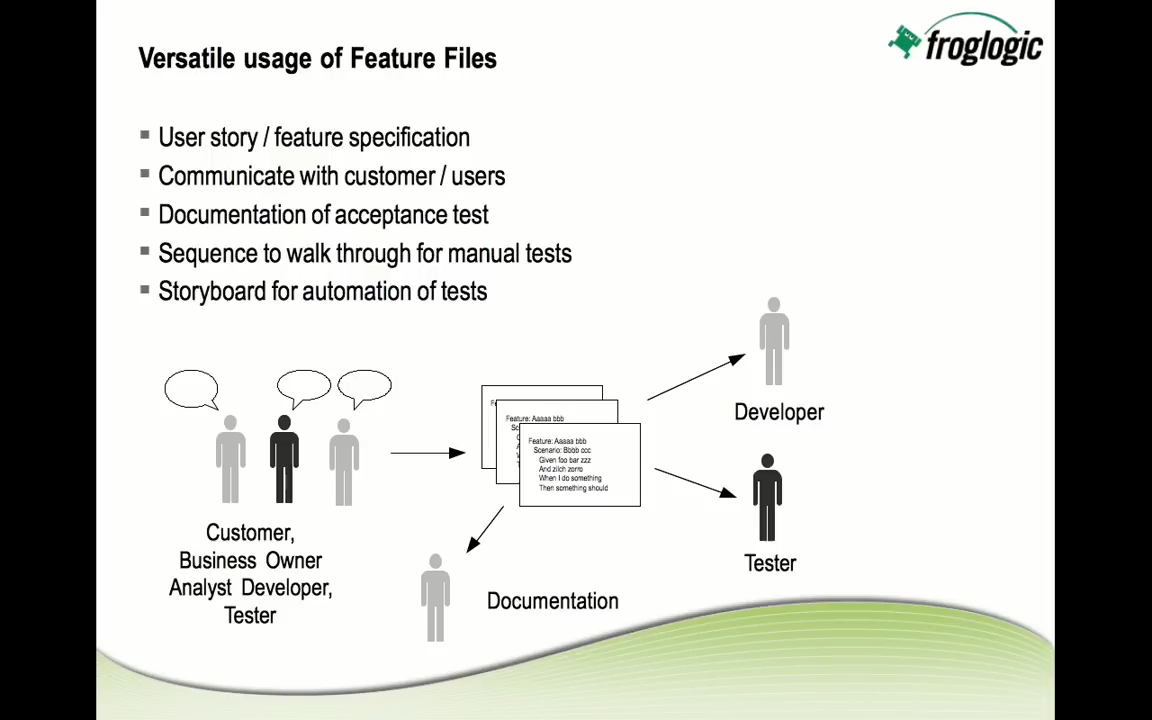 Versatile usage of Feature Files
froglogic
User story / feature specification
Communicate with customer / users
Documentation of acceptance test
Sequence to walk through for manual tests
Storyboard for automation of tests
Customer,
Business Owner
Analyst Developer,
Tester
Feature: Aaaaa bbb
Feature: Aaaaa bbb
Scenario: Bbbb ccc
Given foo bar zzz
And zilch zorro
When I do something
Then something should
Developer
Tester
Documentation